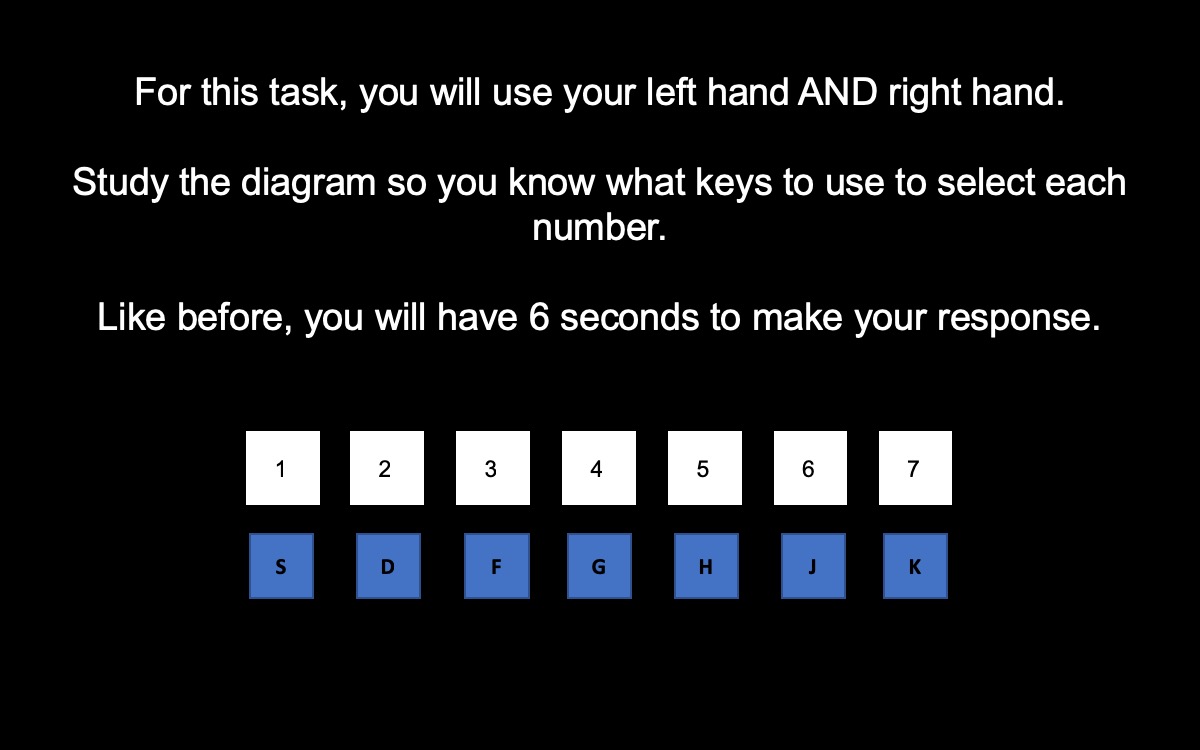 For this task, you will use your left hand AND right hand.
Study the diagram so you know what keys to use to select each
number.
Like before, you will have 6 seconds to make your response.
1 2 3 4 5 6 7
S D F G H J K